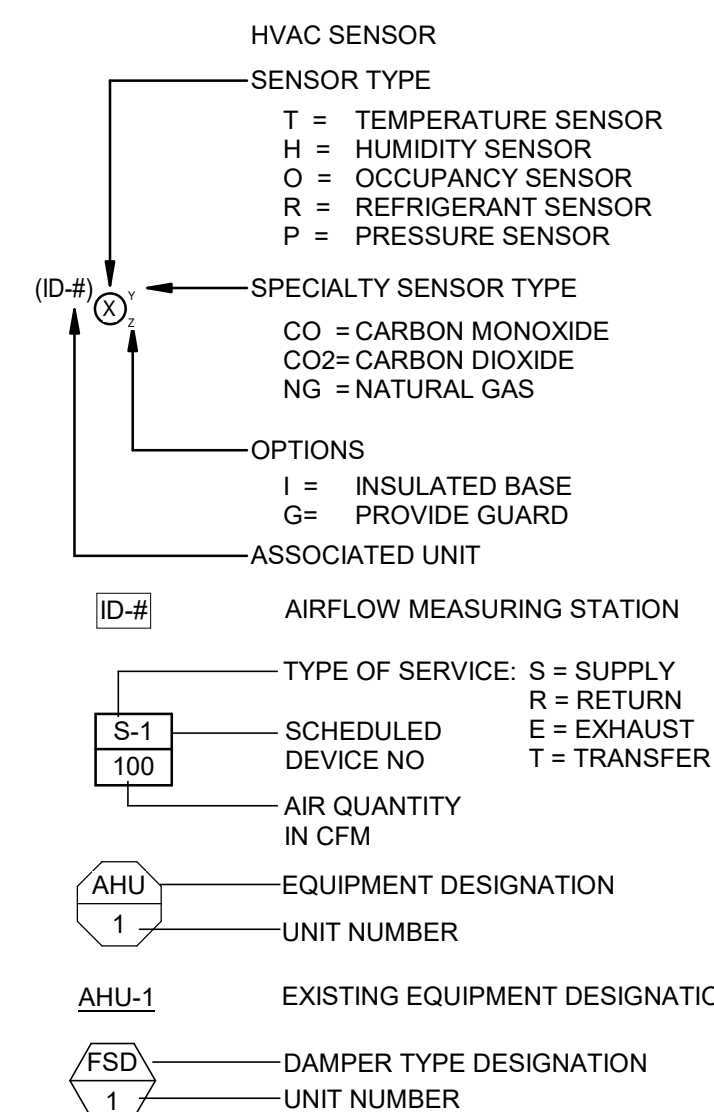 HVAC SENSOR
SENSOR TYPE
T = TEMPERATURE SENSOR
H = HUMIDITY SENSOR
O = OCCUPANCY SENSOR
R = REFRIGERANT SENSOR
P = PRESSURE SENSOR
(ID-#) X Y Z
SPECIALTY SENSOR TYPE
CO = CARBON MONOXIDE
CO2= CARBON DIOXIDE
NG = NATURAL GAS
OPTIONS
I = INSULATED BASE
G= PROVIDE GUARD
ASSOCIATED UNIT
ID-# AIRFLOW MEASURING STATION
TYPE OF SERVICE: S = SUPPLY
R = RETURN
E = EXHAUST
T = TRANSFER
S-1
100
SCHEDULED
DEVICE NO
AIR QUANTITY
IN CFM
AHU EQUIPMENT DESIGNATION
1 UNIT NUMBER
AHU-1 EXISTING EQUIPMENT DESIGNATIO
FSD DAMPER TYPE DESIGNATION
1 UNIT NUMBER